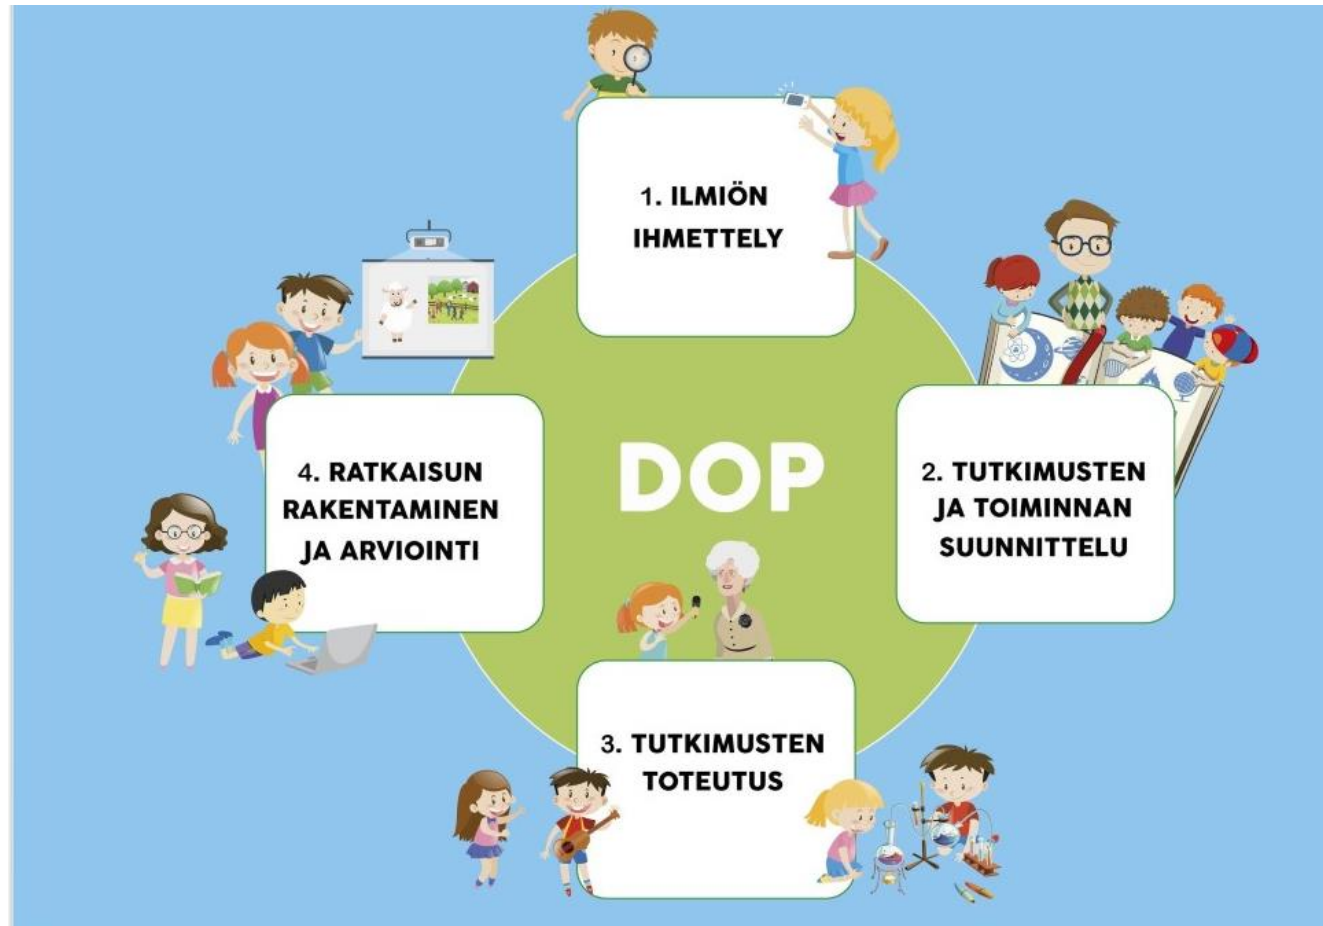 1. ILMIÖN
IHMETTELY
DOP
2. TUTKIMUSTEN
JA TOIMINNAN
SUUNNITTELU
3. TUTKIMUSTEN
TOTEUTUS
4. RATKAISUN
RAKENTAMINEN
JA ARVIOINTI